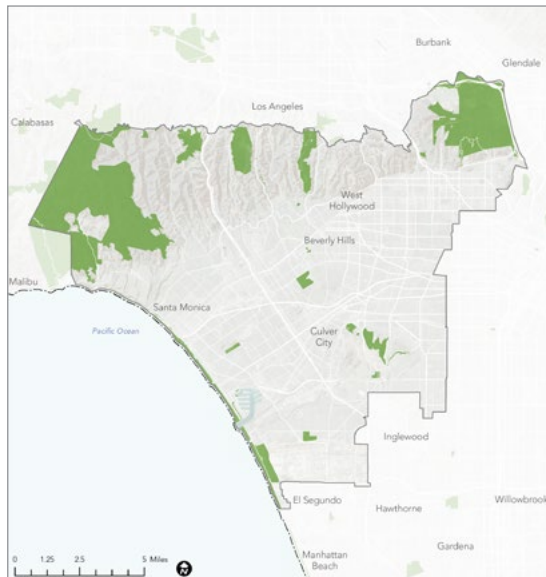 Burbank
Glendale
Los Angeles
Calabasas
West
Hollywood
Beverly Hills
Malibu
Santa Monica
Pacific Ocean
Culver
City
Inglewood
El Segundo
Willowbrook
Hawthorne
Gardena
Manhattan
Beach
0 1.25 2.5 5 Miles